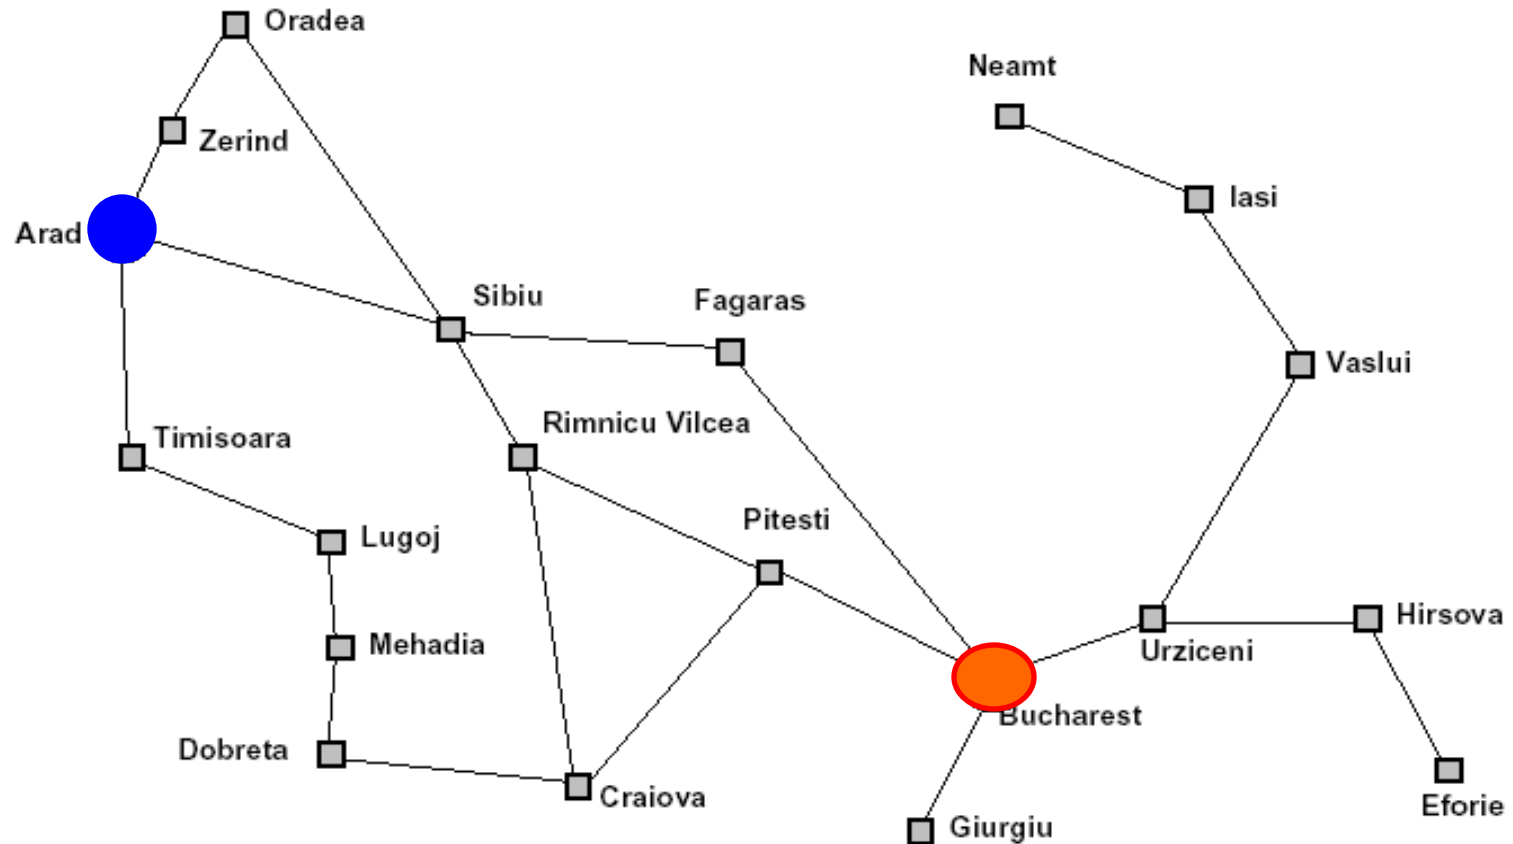 Oradea
Neamt
Zerind
Iasi
Arad
Sibiu
Fagaras
Vaslui
Rimnicu Vilcea
Timisoara
Pitesti
Lugoj
Hirsova
Mehadia
Urziceni
Bucharest
Dobreta
Craiova
Eforie
Giurgiu